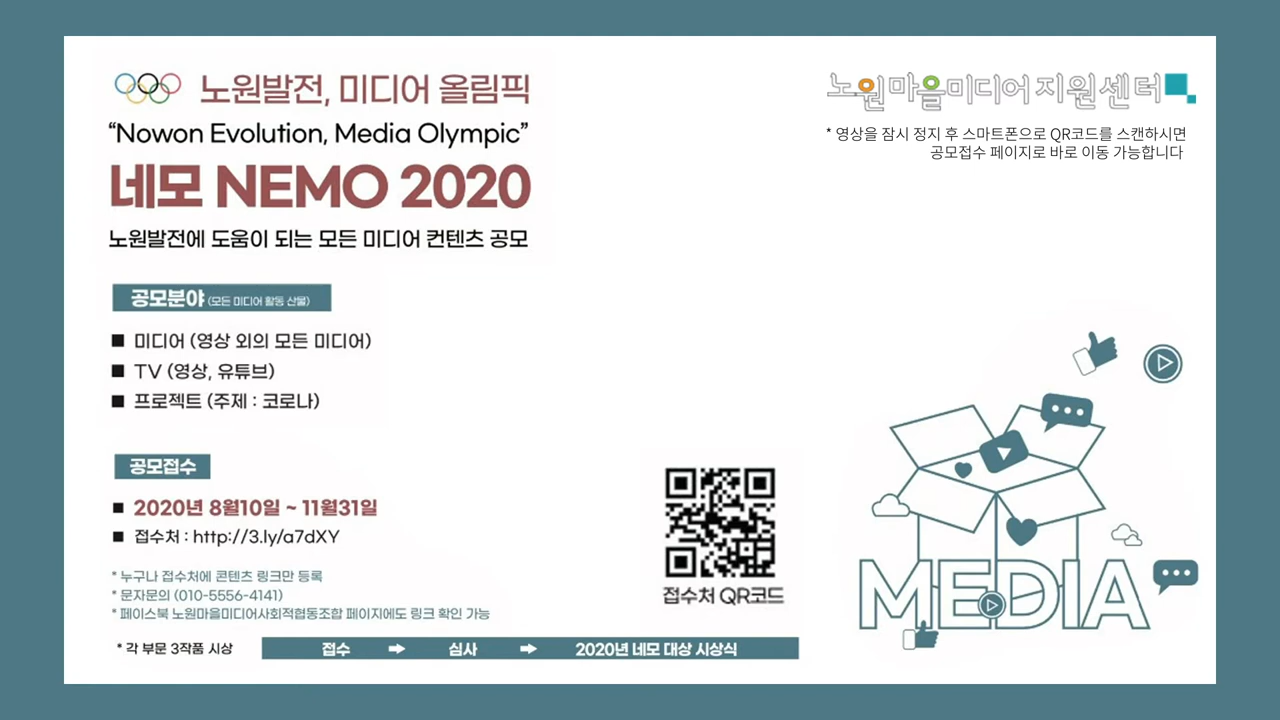 노원발전, 미디어 올림픽
“Nowon Evolution, Media Olympic”
네모 NEMO 2020
노원발전에 도움이 되는 모든 미디어 컨텐츠 공모
노원마을미디어지원센터
* 영상을 잠시 정지 후 스마트폰으로 QR코드를 스캔하시면
공모접수 페이지로 바로 이동 가능합니다
공모분야 (모든 미디어 활동 산물)
■ 미디어 (영상 외의 모든 미디어)
■ TV (영상, 유튜브)
■ 프로젝트 (주제 : 코로나)
공모접수
■ 2020년 8월10일 ~ 11월31일
■ 접수처 : http://3.ly/a7dXY
* 누구나 접수처에 콘텐츠 링크만 등록
* 문자문의 (010-5556-4141)
* 페이스북 노원마을미디어사회적협동조합 페이지에도 링크 확인 가능
접수처 QR코드
MEDIA
* 각 부문 3작품 시상
접수 → 심사 → 2020년 네모 대상 시상식